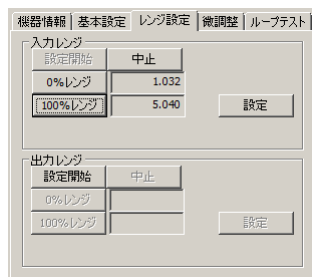 機器情報 基本設定 レンジ設定 微調整 ループテスト
入力レンジ
設定開始 中止
0%レンジ 1.032
100%レンジ 5.040 設定
出力レンジ
設定開始 中止
0%レンジ
100%レンジ 設定